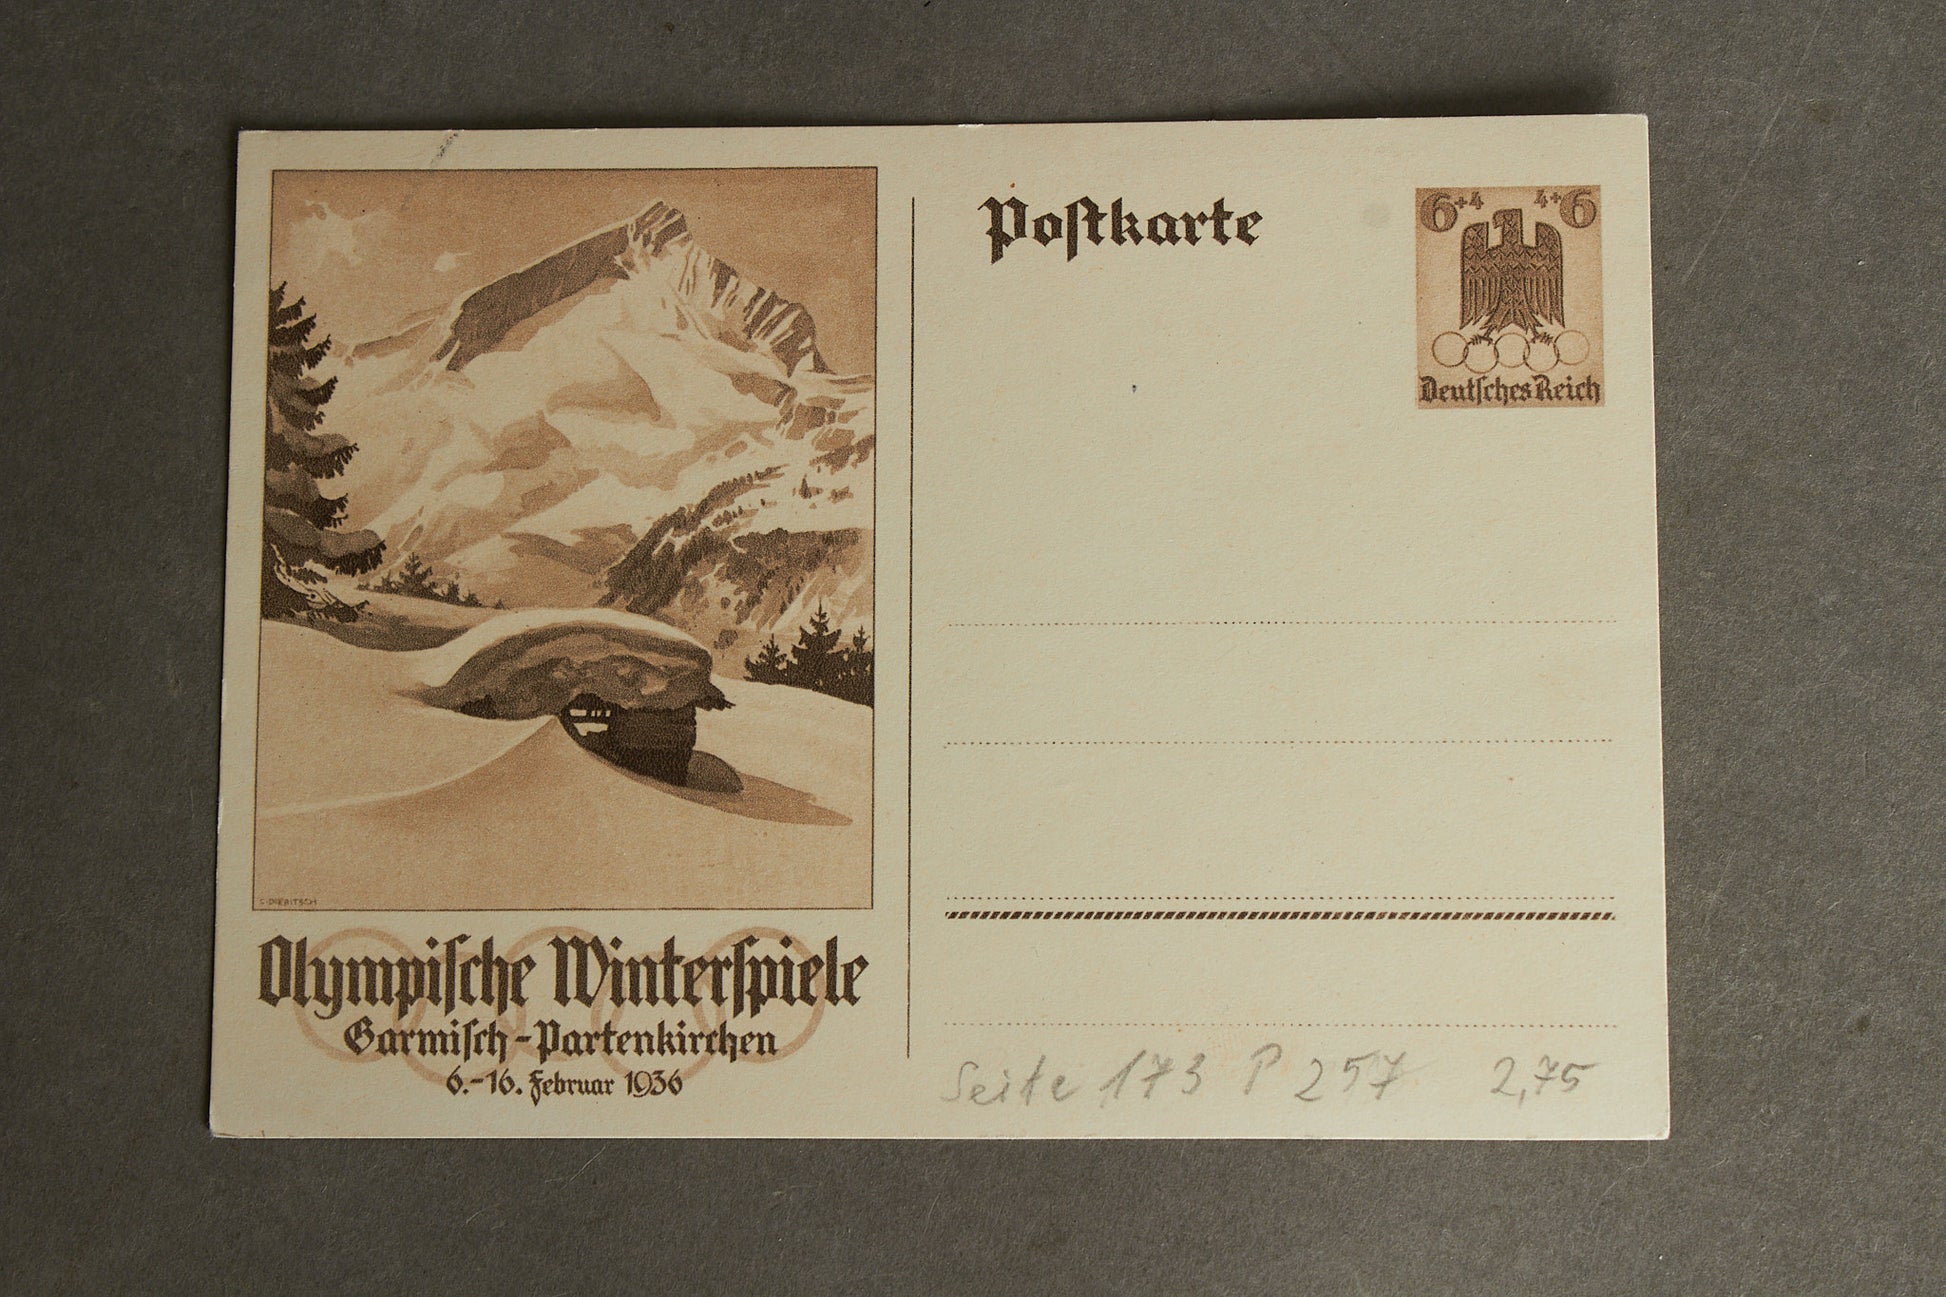 C. DIEBITSCH
Olympiſche Winterſpiele
Garmiſch-Partenkirchen
6.-16. Februar 1936
Poſtkarte
6+4 4+6
Deutſches Reich
Seite 173 P 257 2,75